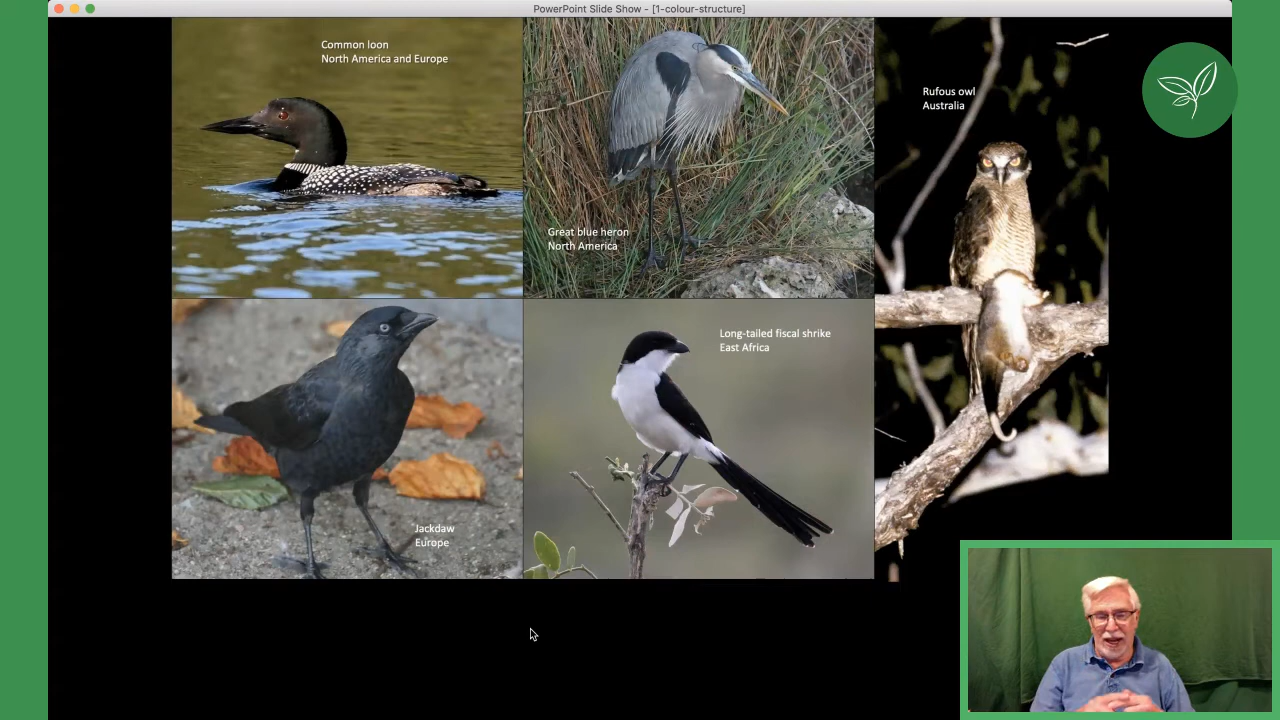 PowerPoint Slide Show - [1-colour-structure]
Common loon
North America and Europe
Great blue heron
North America
Rufous owl
Australia
Jackdaw
Europe
Long-tailed fiscal shrike
East Africa